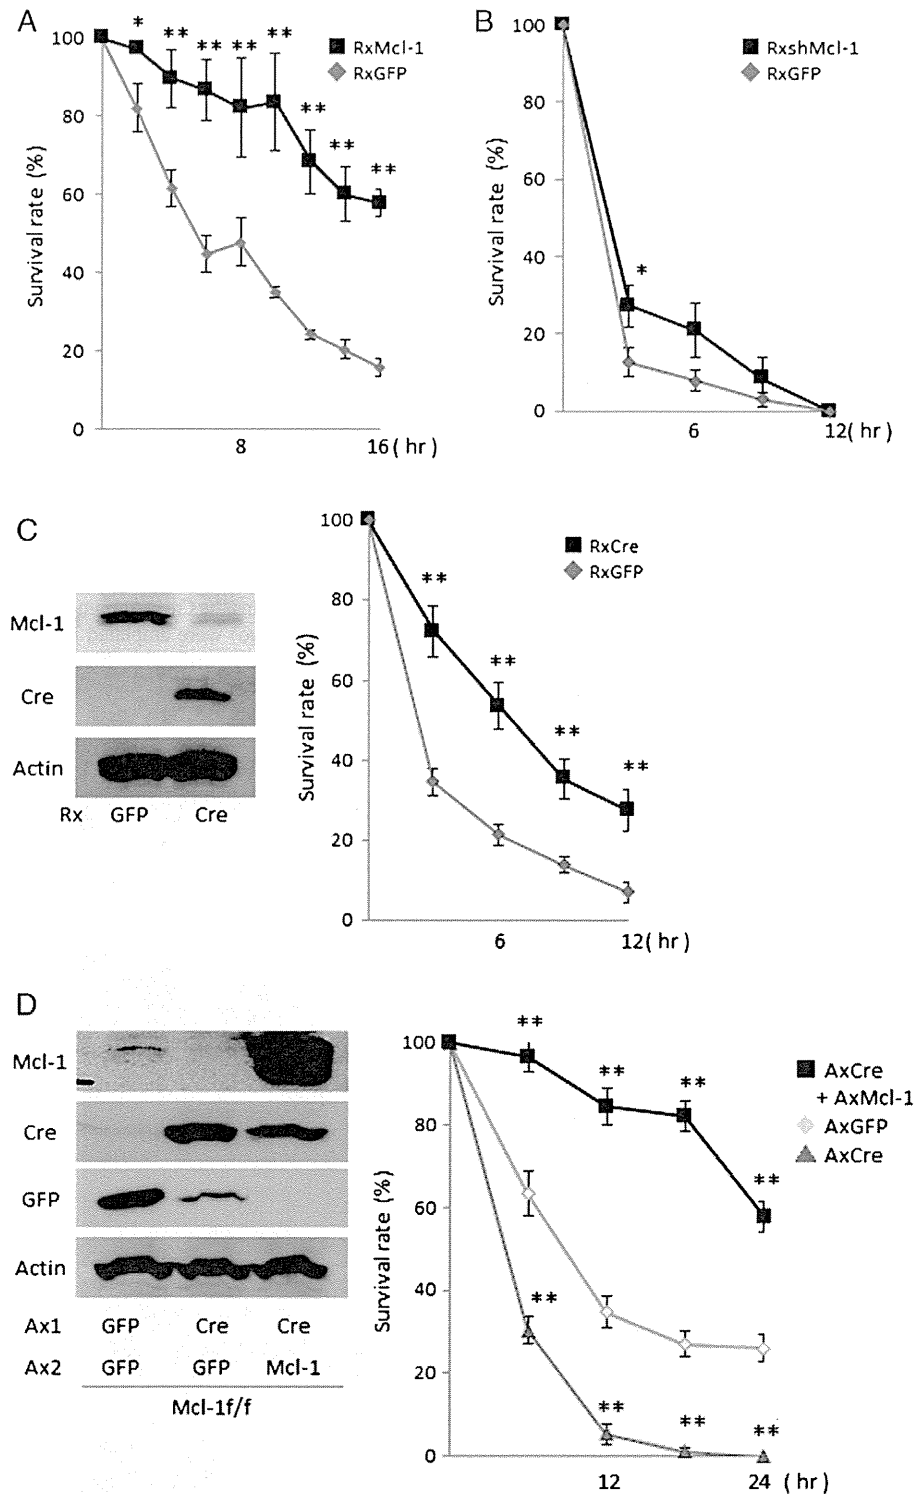 A
Survival rate (%)
100
80
60
40
20
0
8
16 ( hr )
* ** ** ** ** ** ** **
RxMcl-1
RxGFP
B
Survival rate (%)
100
80
60
40
20
0
6
12( hr )
*
RxshMcl-1
RxGFP
C
Mcl-1
Cre
Actin
Rx GFP Cre
Survival rate (%)
100
80
60
40
20
0
6
12( hr )
** ** ** **
RxCre
RxGFP
D
Mcl-1
Cre
GFP
Actin
Ax1 GFP Cre Cre
Ax2 GFP GFP Mcl-1
Mcl-1f/f
Survival rate (%)
100
80
60
40
20
0
12
24 ( hr )
** ** ** **
** ** ** **
AxCre
+ AxMcl-1
AxGFP
AxCre